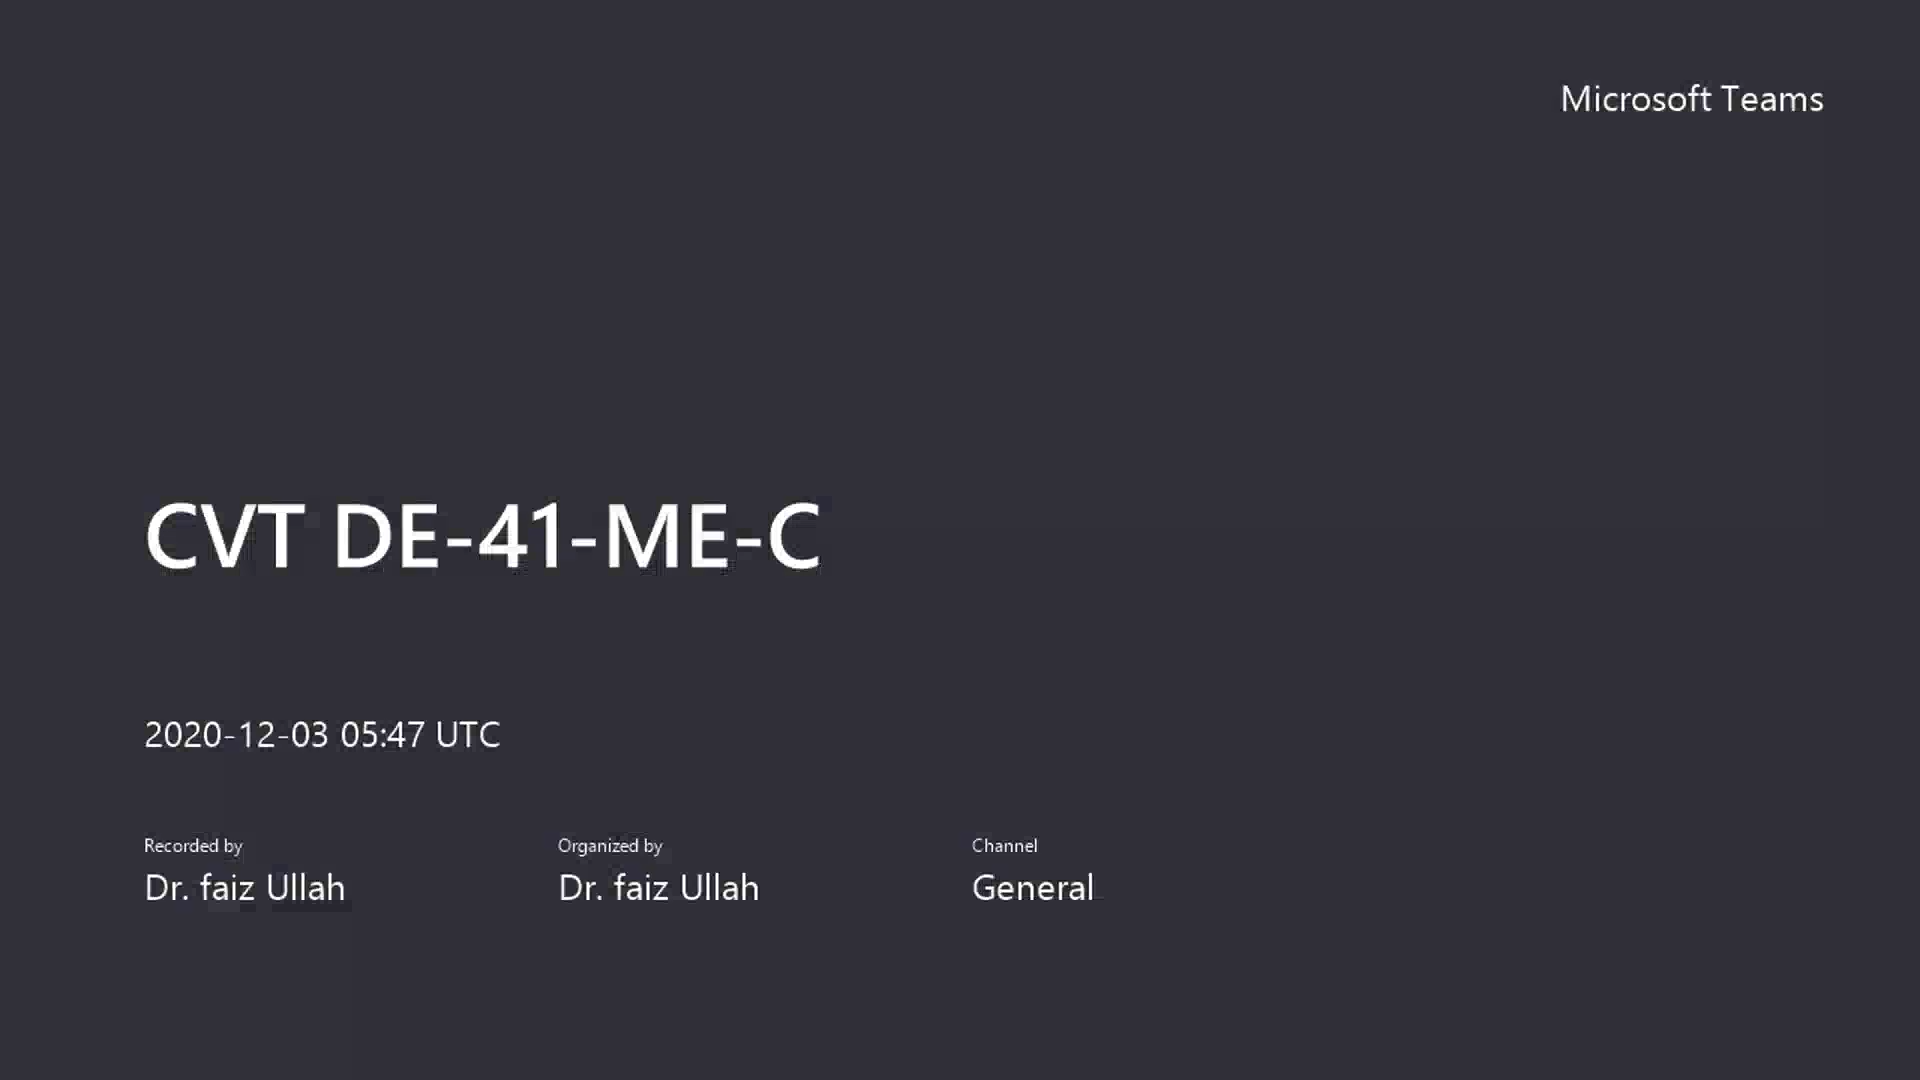 Microsoft Teams
CVT DE-41-ME-C
2020-12-03 05:47 UTC
Recorded by
Dr. faiz Ullah
Organized by
Dr. faiz Ullah
Channel
General